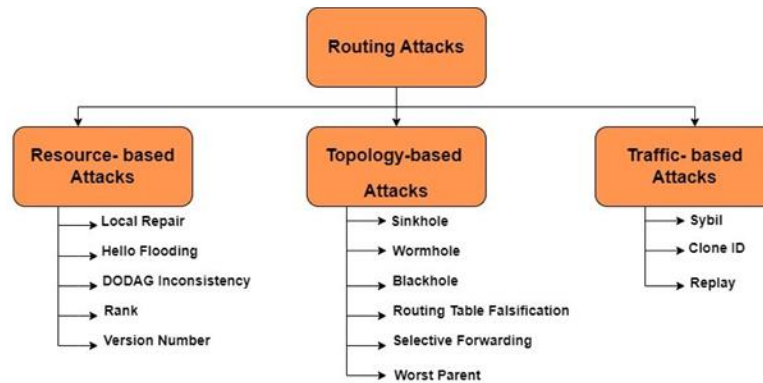 Routing Attacks
Resource- based
Attacks
Local Repair
Hello Flooding
DODAG Inconsistency
Rank
Version Number
Topology-based
Attacks
Sinkhole
Wormhole
Blackhole
Routing Table Falsification
Selective Forwarding
Worst Parent
Traffic- based
Attacks
Sybil
Clone ID
Replay